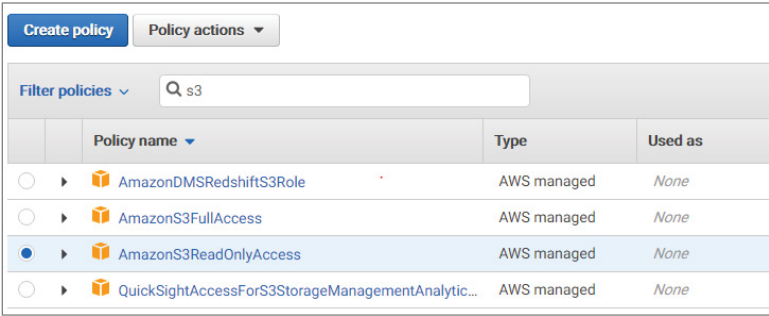 Create policy Policy actions
Filter policies s3
Policy name Type Used as
AmazonDMSRedshiftS3Role AWS managed None
AmazonS3FullAccess AWS managed None
AmazonS3ReadOnlyAccess AWS managed None
QuickSightAccessForS3StorageManagementAnalytic... AWS managed None